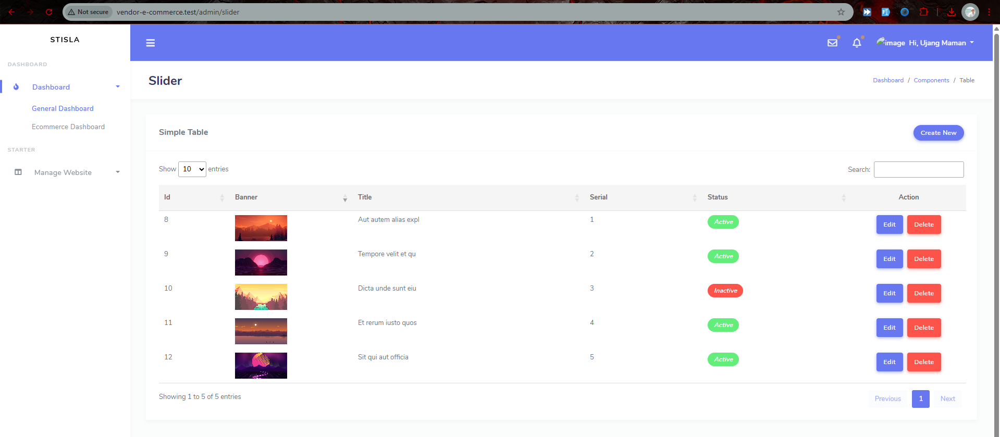 Not secure vendor-e-commerce.test/admin/slider
STISLA
image Hi, Ujang Maman
DASHBOARD
Dashboard
General Dashboard
Ecommerce Dashboard
STARTER
Manage Website
Slider
Dashboard / Components / Table
Simple Table
Create New
Show 10 entries
Search:
Id Banner Title Serial Status Action
8 Aut autem alias expl 1 Active Edit Delete
9 Tempore velit et qu 2 Active Edit Delete
10 Dicta unde sunt eiu 3 Inactive Edit Delete
11 Et rerum iusto quos 4 Active Edit Delete
12 Sit qui aut officia 5 Active Edit Delete
Showing 1 to 5 of 5 entries
Previous 1 Next